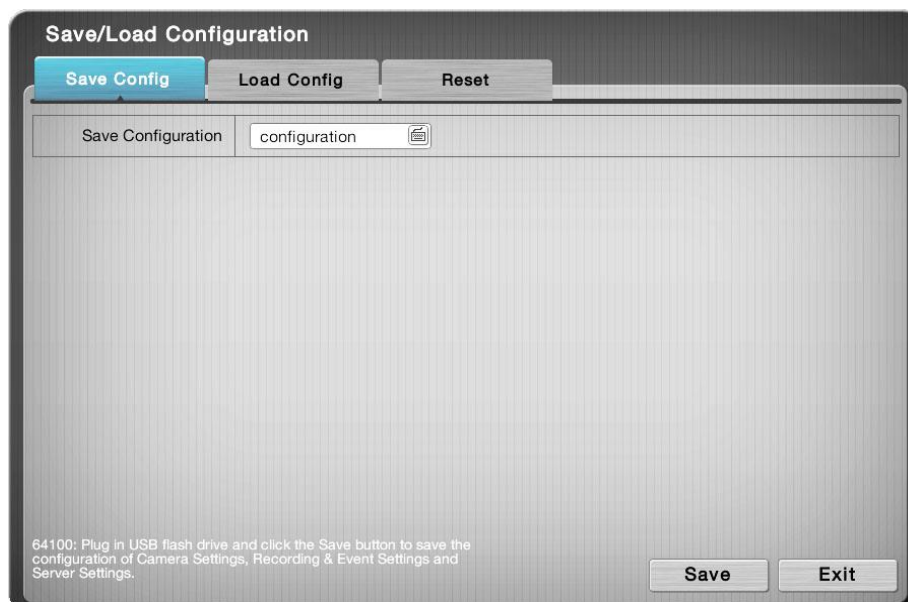 Save/Load Configuration
Save Config Load Config Reset
Save Configuration configuration
64100: Plug in USB flash drive and click the Save button to save the
configuration of Camera Settings, Recording & Event Settings and
Server Settings.
Save Exit